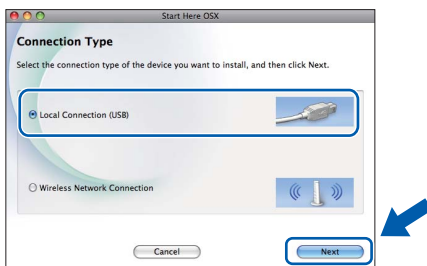 Start Here OSX
Connection Type
Select the connection type of the device you want to install, and then click Next.
Local Connection (USB)
Wireless Network Connection
Cancel
Next